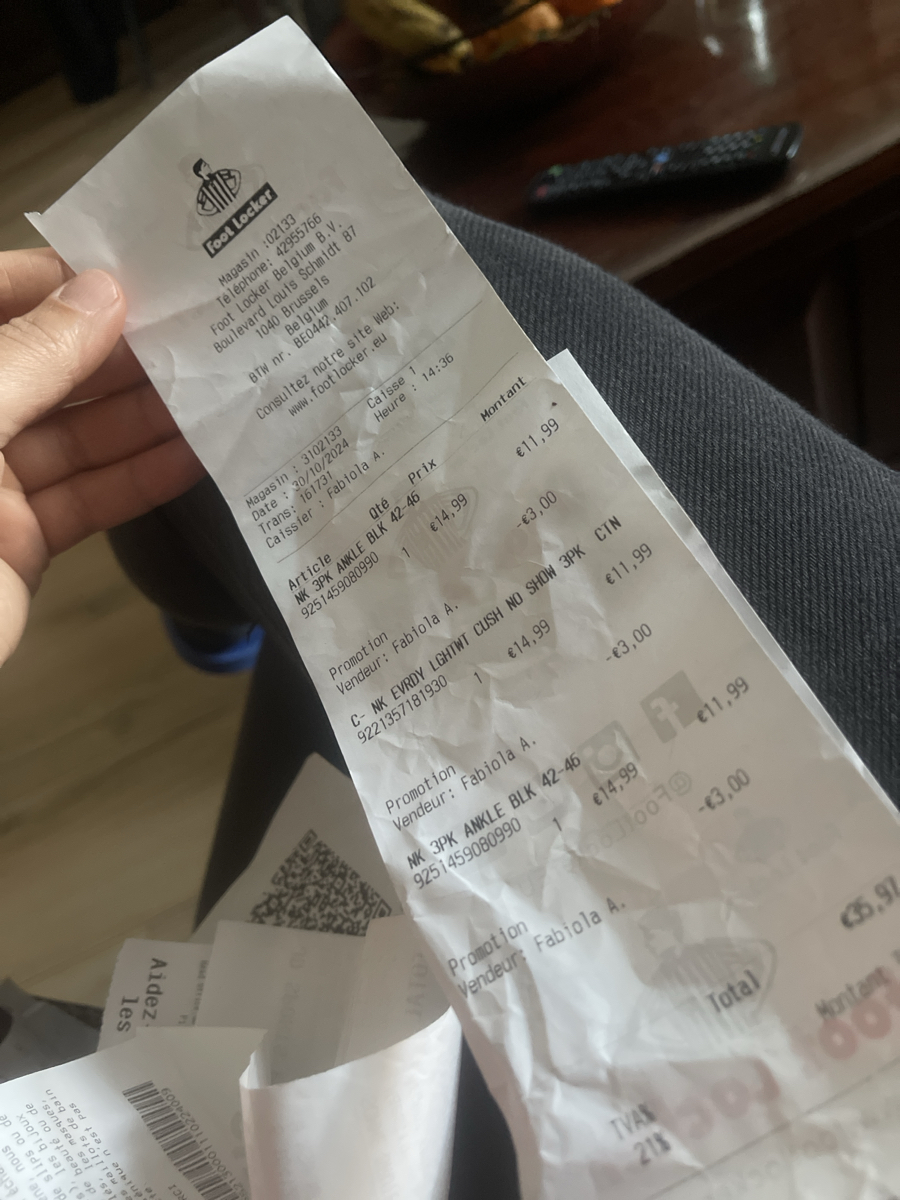 Foot Locker
Magasin :02133
Téléphone: 42955766
Foot Locker Belgium B.V.
Boulevard Louis Schmidt 87
1040 Brussels
Belgium
BTW nr. BE0442.407.102
Consultez notre site Web:
www.footlocker.eu
Magasin : 3102133 Caisse 1
Date : 30/10/2024 Heure : 14:36
Trans: 161731
Caissier : Fabiola A.
Article Qté Prix Montant
NK 3PK ANKLE BLK 42-46
9251459080990 1 €14,99 €11,99
Promotion -€3,00
Vendeur: Fabiola A.
C- NK EVRDY LGHTWT CUSH NO SHOW 3PK CTN
9221357181930 1 €14,99 €11,99
Promotion -€3,00
Vendeur: Fabiola A.
NK 3PK ANKLE BLK 42-46
9251459080990 1 €14,99 €11,99
Promotion -€3,00
Vendeur: Fabiola A.
Total €35,97
TVA% Montant
21%
Aidez-
les